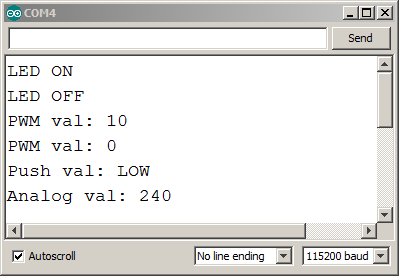 COM4
Send
LED ON
LED OFF
PWM val: 10
PWM val: 0
Push val: LOW
Analog val: 240
Autoscroll
No line ending
115200 baud